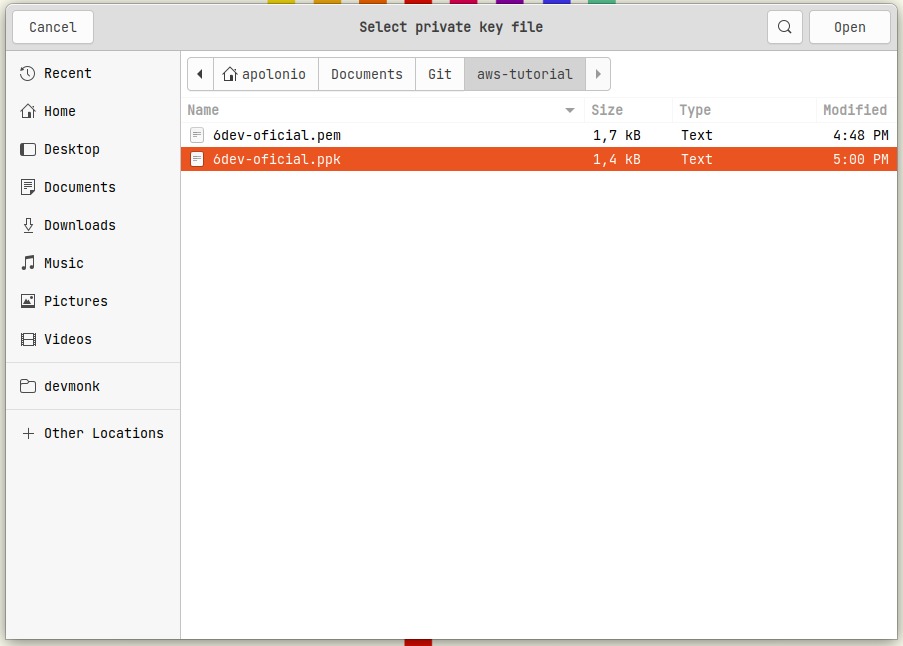 Cancel Select private key file Open
Recent
Home
Desktop
Documents
Downloads
Music
Pictures
Videos
devmonk
Other Locations
apolonio Documents Git aws-tutorial
Name Size Type Modified
6dev-oficial.pem 1,7 kB Text 4:48 PM
6dev-oficial.ppk 1,4 kB Text 5:00 PM